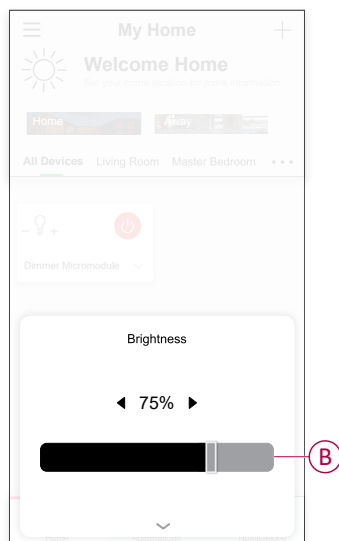 My Home
Welcome Home
Home
Away
All Devices Living Room Master Bedroom
Dimmer Micromodule
Brightness
75%
B